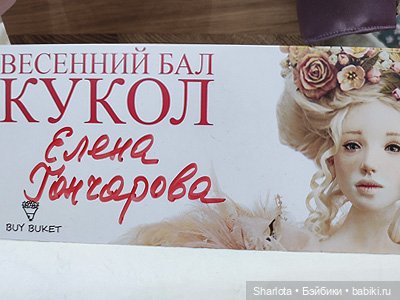 ВЕСЕННИЙ БАЛ
КУКОЛ
Елена
Гончарова
BUY BUKET
Sharlota • Бэйбики • babiki.ru